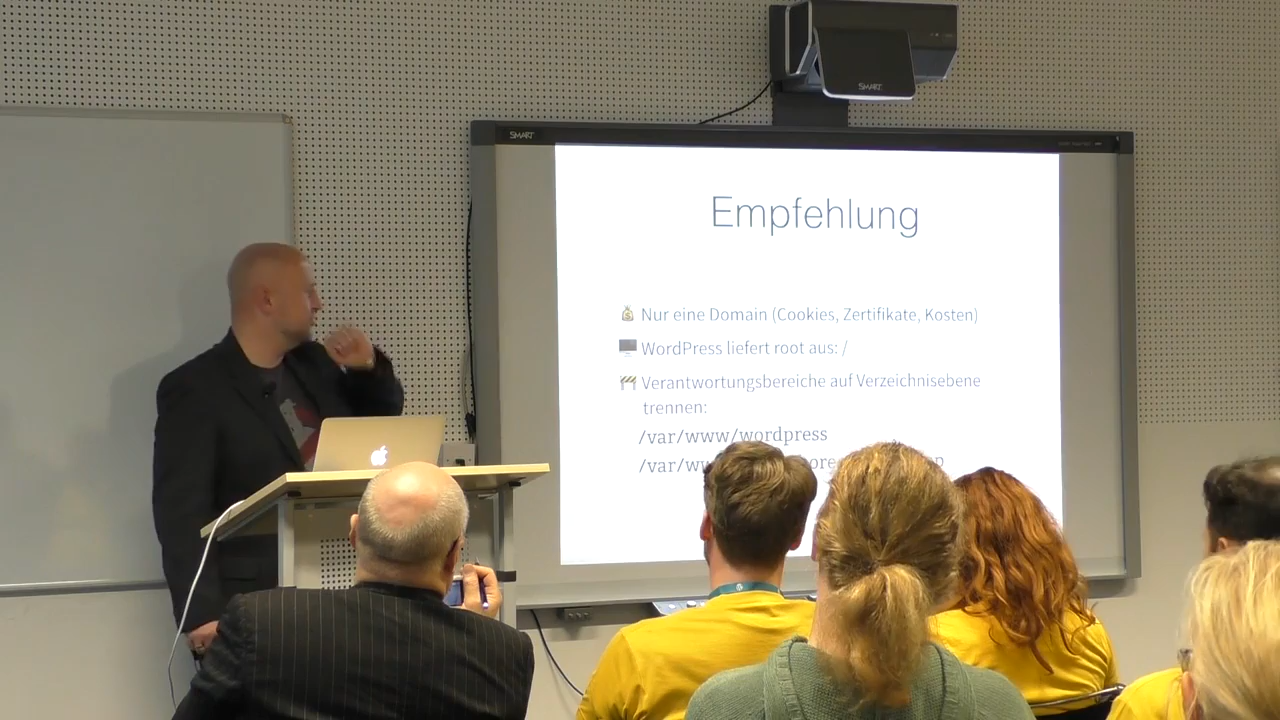 SMART
SMART
Empfehlung
Nur eine Domain (Cookies, Zertifikate, Kosten)
WordPress liefert root aus: /
Verantwortungsbereiche auf Verzeichnisebene
trennen:
/var/www/wordpress